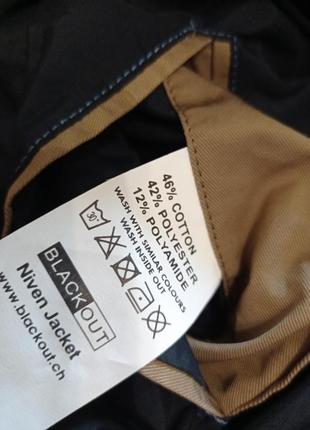 46% COTTON
42% POLYESTER
12% POLYAMIDE
WASH WITH SIMILAR COLOURS
WASH INSIDE OUT
30
BLACKOUT
Niven Jacket
www.blackout.ch